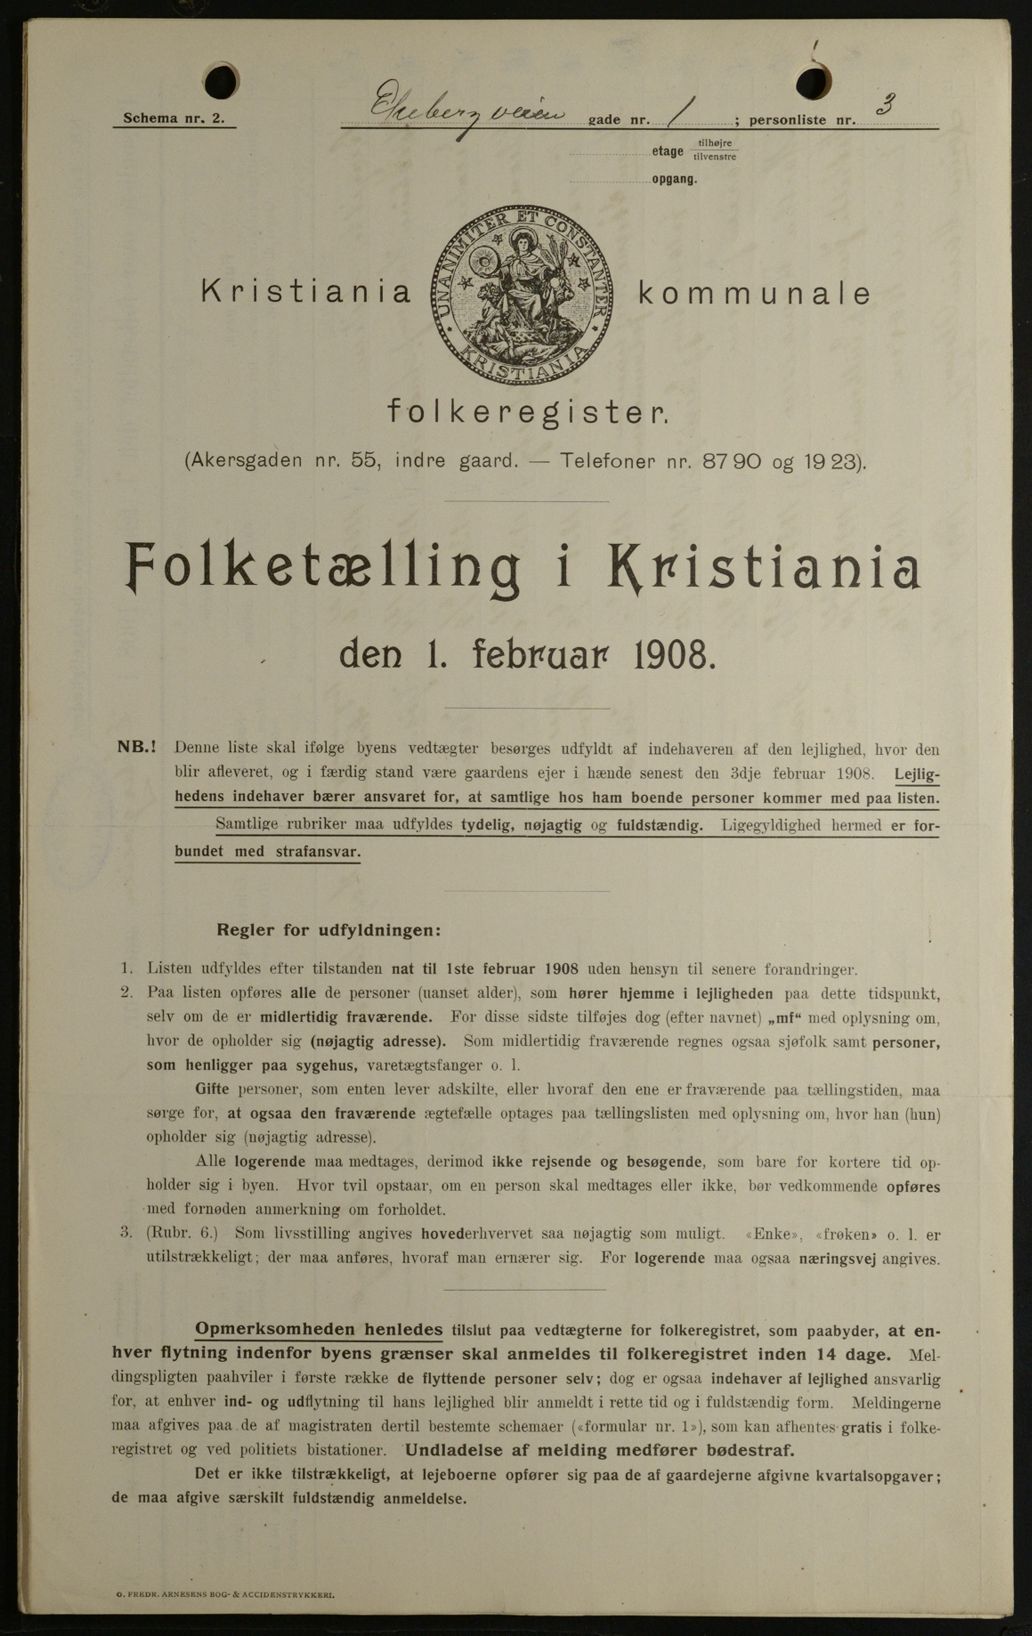 Schema nr. 2.
Ekebergveien gade nr. 1 ; personliste nr. 3
etage tilhøjre
tilvenstre
opgang.
UNANIMITER ET CONSTANTER
KRISTIANIA
Kristiania kommunale
folkeregister.
(Akersgaden nr. 55, indre gaard. — Telefoner nr. 87 90 og 19 23).
Folketælling i Kristiania
den 1. februar 1908.
NB.! Denne liste skal ifølge byens vedtægter besørges udfyldt af indehaveren af den lejlighed, hvor den
blir afleveret, og i færdig stand være gaardens ejer i hænde senest den 3dje februar 1908. Lejlig-
hedens indehaver bærer ansvaret for, at samtlige hos ham boende personer kommer med paa listen.
Samtlige rubriker maa udfyldes tydelig, nøjagtig og fuldstændig. Ligegyldighed hermed er for-
bundet med strafansvar.
Regler for udfyldningen:
1. Listen udfyldes efter tilstanden nat til 1ste februar 1908 uden hensyn til senere forandringer.
2. Paa listen opføres alle de personer (uanset alder), som hører hjemme i lejligheden paa dette tidspunkt,
selv om de er midlertidig fraværende. For disse sidste tilføjes dog (efter navnet) „mf“ med oplysning om,
hvor de opholder sig (nøjagtig adresse). Som midlertidig fraværende regnes ogsaa sjøfolk samt personer,
som henligger paa sygehus, varetægtsfanger o. l.
Gifte personer, som enten lever adskilte, eller hvoraf den ene er fraværende paa tællingstiden, maa
sørge for, at ogsaa den fraværende ægtefælle optages paa tællingslisten med oplysning om, hvor han (hun)
opholder sig (nøjagtig adresse).
Alle logerende maa medtages, derimod ikke rejsende og besøgende, som bare for kortere tid op-
holder sig i byen. Hvor tvil opstaar, om en person skal medtages eller ikke, bør vedkommende opføres
med fornøden anmerkning om forholdet.
3. (Rubr. 6.) Som livsstilling angives hovederhvervet saa nøjagtig som muligt. «Enke», «frøken» o. l. er
utilstrækkeligt; der maa anføres, hvoraf man ernærer sig. For logerende maa ogsaa næringsvej angives.
Opmerksomheden henledes tilslut paa vedtægterne for folkeregistret, som paabyder, at en-
hver flytning indenfor byens grænser skal anmeldes til folkeregistret inden 14 dage. Mel-
dingspligten paahviler i første række de flyttende personer selv; dog er ogsaa indehaver af lejlighed ansvarlig
for, at enhver ind- og udflytning til hans lejlighed blir anmeldt i rette tid og i fuldstændig form. Meldingerne
maa afgives paa de af magistraten dertil bestemte schemaer («formular nr. 1»), som kan afhentes gratis i folke-
registret og ved politiets bistationer. Undladelse af melding medfører bødestraf.
Det er ikke tilstrækkeligt, at lejeboerne opfører sig paa de af gaardejerne afgivne kvartalsopgaver;
de maa afgive særskilt fuldstændig anmeldelse.
O. FREDR. ARNESENS BOG- & ACCIDENSTRYKKERI.